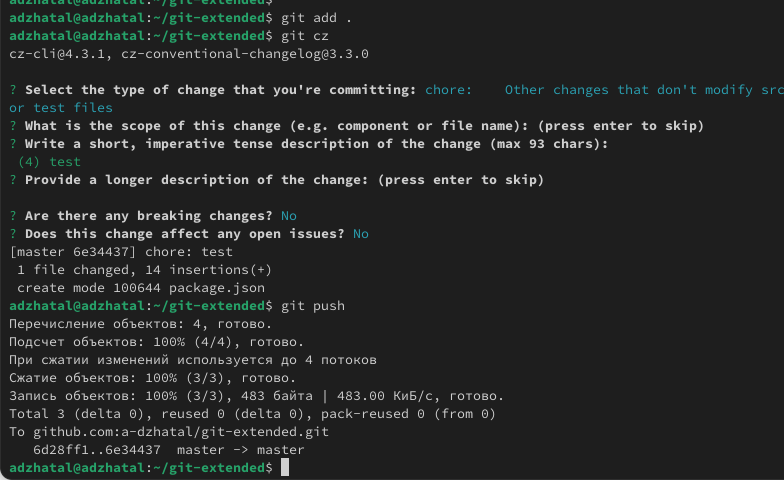 adzhatal@adzhatal:~/git-extended$
adzhatal@adzhatal:~/git-extended$ git add .
adzhatal@adzhatal:~/git-extended$ git cz
cz-cli@4.3.1, cz-conventional-changelog@3.3.0
? Select the type of change that you're committing: chore:    Other changes that don't modify src
or test files
? What is the scope of this change (e.g. component or file name): (press enter to skip)
? Write a short, imperative tense description of the change (max 93 chars):
 (4) test
? Provide a longer description of the change: (press enter to skip)
? Are there any breaking changes? No
? Does this change affect any open issues? No
[master 6e34437] chore: test
 1 file changed, 14 insertions(+)
 create mode 100644 package.json
adzhatal@adzhatal:~/git-extended$ git push
Перечисление объектов: 4, готово.
Подсчет объектов: 100% (4/4), готово.
При сжатии изменений используется до 4 потоков
Сжатие объектов: 100% (3/3), готово.
Запись объектов: 100% (3/3), 483 байта | 483.00 КиБ/с, готово.
Total 3 (delta 0), reused 0 (delta 0), pack-reused 0 (from 0)
To github.com:a-dzhatal/git-extended.git
   6d28ff1..6e34437  master -> master
adzhatal@adzhatal:~/git-extended$